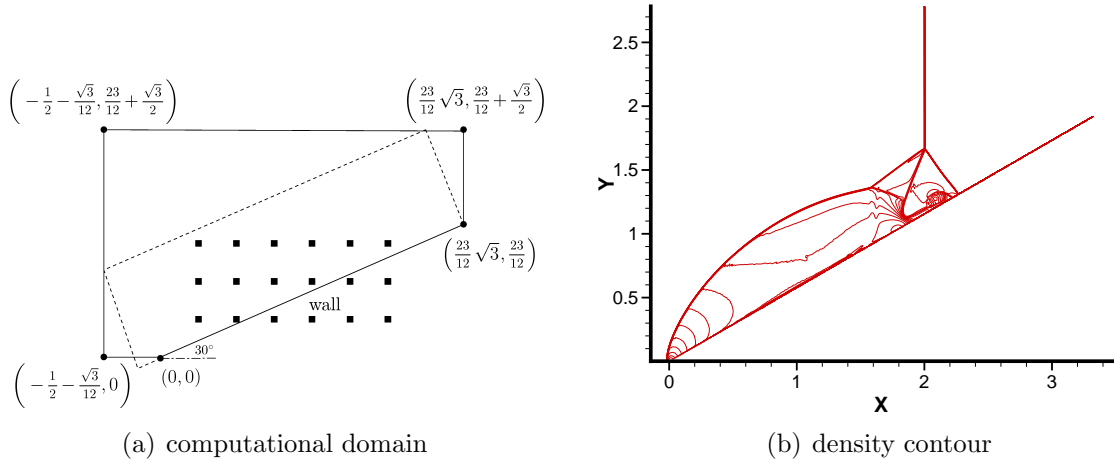 (-1/2 - √3/12, 23/12 + √3/2)
(23/12 √3, 23/12 + √3/2)
(23/12 √3, 23/12)
wall
30°
(-1/2 - √3/12, 0)
(0, 0)
(a) computational domain
Y
2.5
2
1.5
1
0.5
0
1
2
3
X
(b) density contour